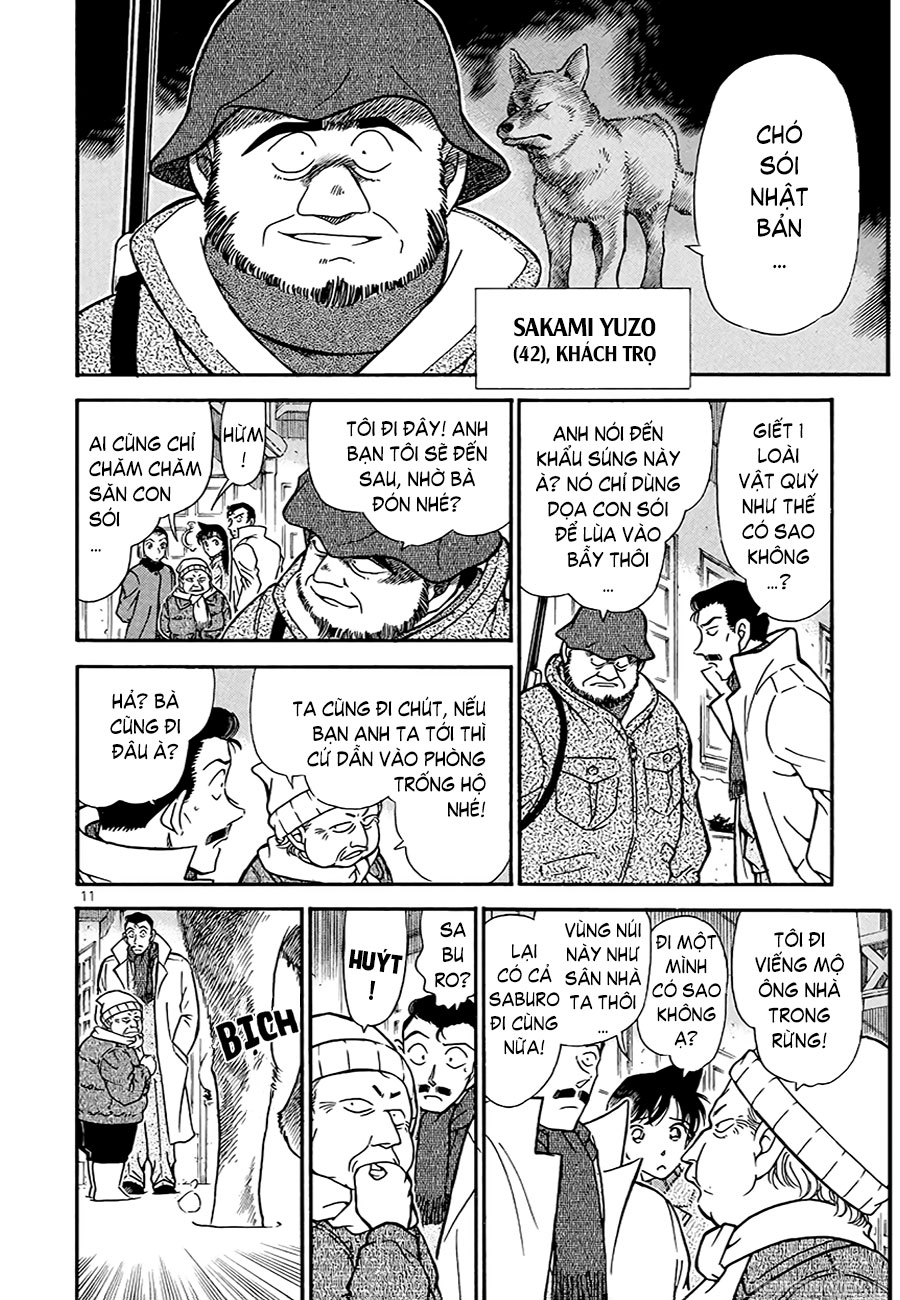 CHÓ
SÓI
NHẬT
BẢN
...
SAKAMI YUZO
(42), KHÁCH TRỌ
GIẾT 1
LOÀI
VẬT QUÝ
NHƯ THẾ
CÓ SAO
KHÔNG
...?
ANH NÓI ĐẾN
KHẨU SÚNG NÀY
À? NÓ CHỈ DÙNG
DỌA CON SÓI
ĐỂ LÙA VÀO
BẪY THÔI
...
TÔI ĐI ĐÂY! ANH
BẠN TÔI SẼ ĐẾN
SAU, NHỜ BÀ
ĐÓN NHÉ?
HỪM
!
AI CŨNG CHỈ
CHĂM CHĂM
SĂN CON
SÓI
...
TA CŨNG ĐI CHÚT, NẾU
BẠN ANH TA TỚI THÌ
CỨ DẪN VÀO PHÒNG
TRỐNG HỘ
NHÉ!
HẢ? BÀ
CŨNG ĐI
ĐÂU À?
11
TÔI ĐI
VIẾNG MỘ
ÔNG NHÀ
TRONG
RỪNG!
ĐI MỘT
MÌNH
CÓ SAO
KHÔNG
Ạ?
VÙNG NÚI
NÀY NHƯ
SÂN NHÀ
TA THÔI
...
LẠI
CÓ CẢ
SABURO
ĐI CÙNG
NỮA!
SA
BU
RO?
HUÝT
!
BỊCH